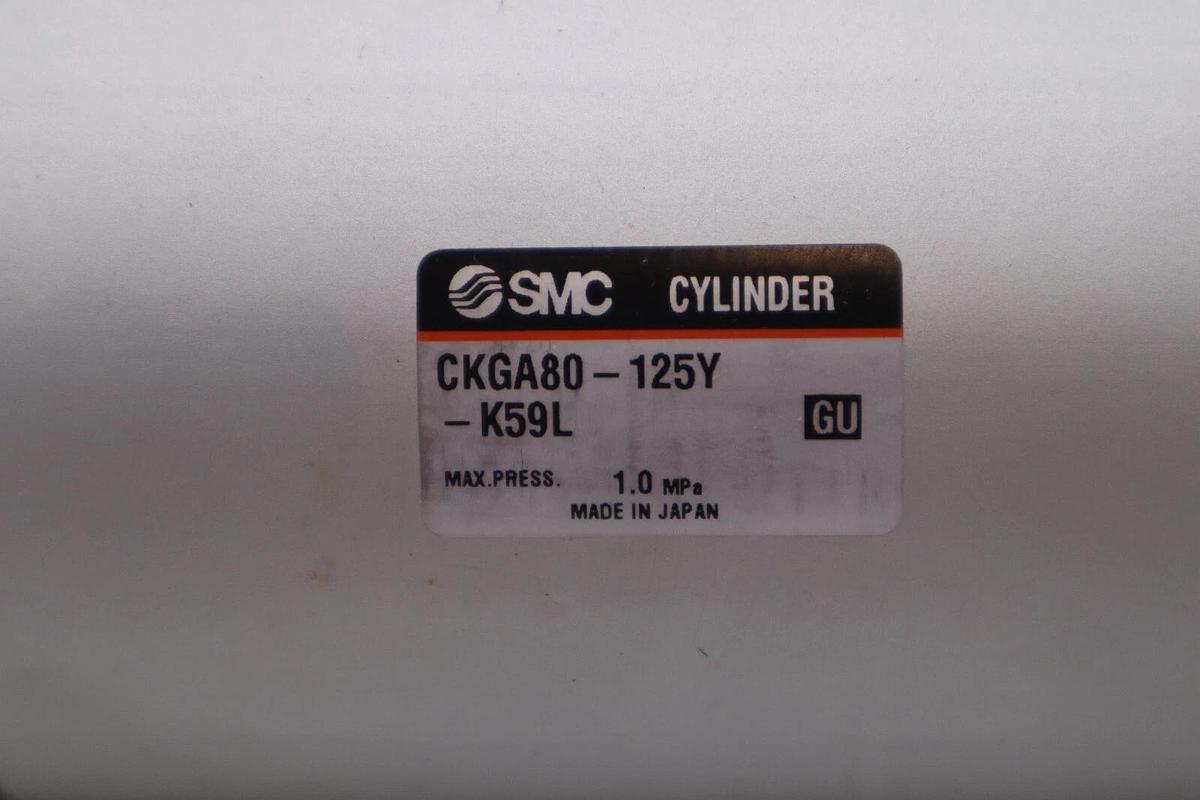 SMC CYLINDER
CKGA80-125Y
-K59L GU
MAX.PRESS. 1.0 MPa
MADE IN JAPAN